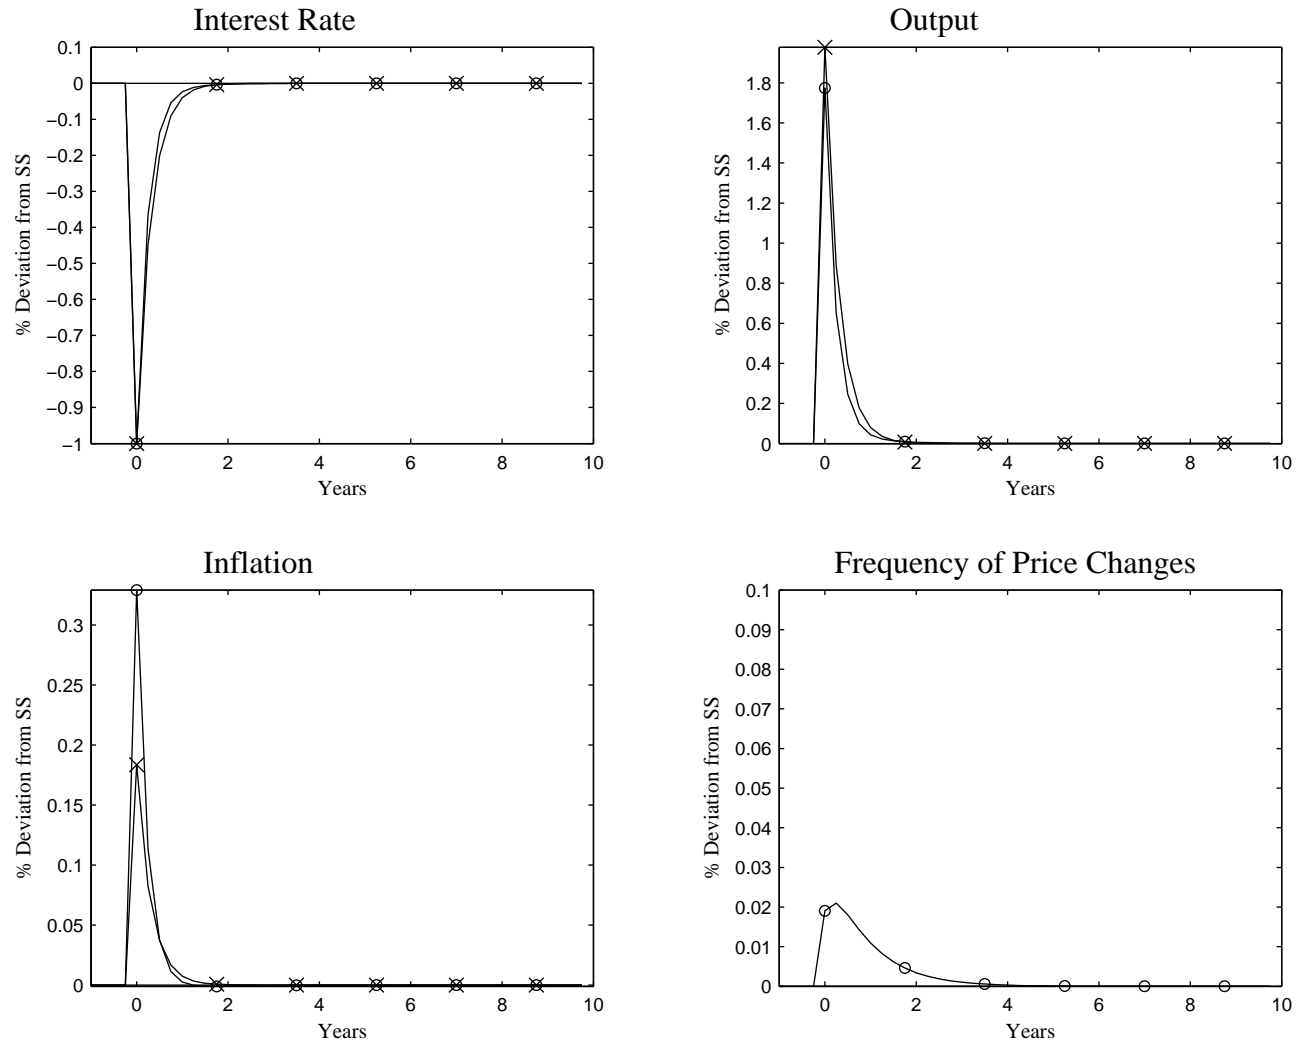 Interest Rate
0.1
0
−0.1
−0.2
−0.3
−0.4
−0.5
−0.6
−0.7
−0.8
−0.9
−1
% Deviation from SS
0 2 4 6 8 10
Years
Output
1.8
1.6
1.4
1.2
1
0.8
0.6
0.4
0.2
0
% Deviation from SS
0 2 4 6 8 10
Years
Inflation
0.3
0.25
0.2
0.15
0.1
0.05
0
% Deviation from SS
0 2 4 6 8 10
Years
Frequency of Price Changes
0.1
0.09
0.08
0.07
0.06
0.05
0.04
0.03
0.02
0.01
0
% Deviation from SS
0 2 4 6 8 10
Years